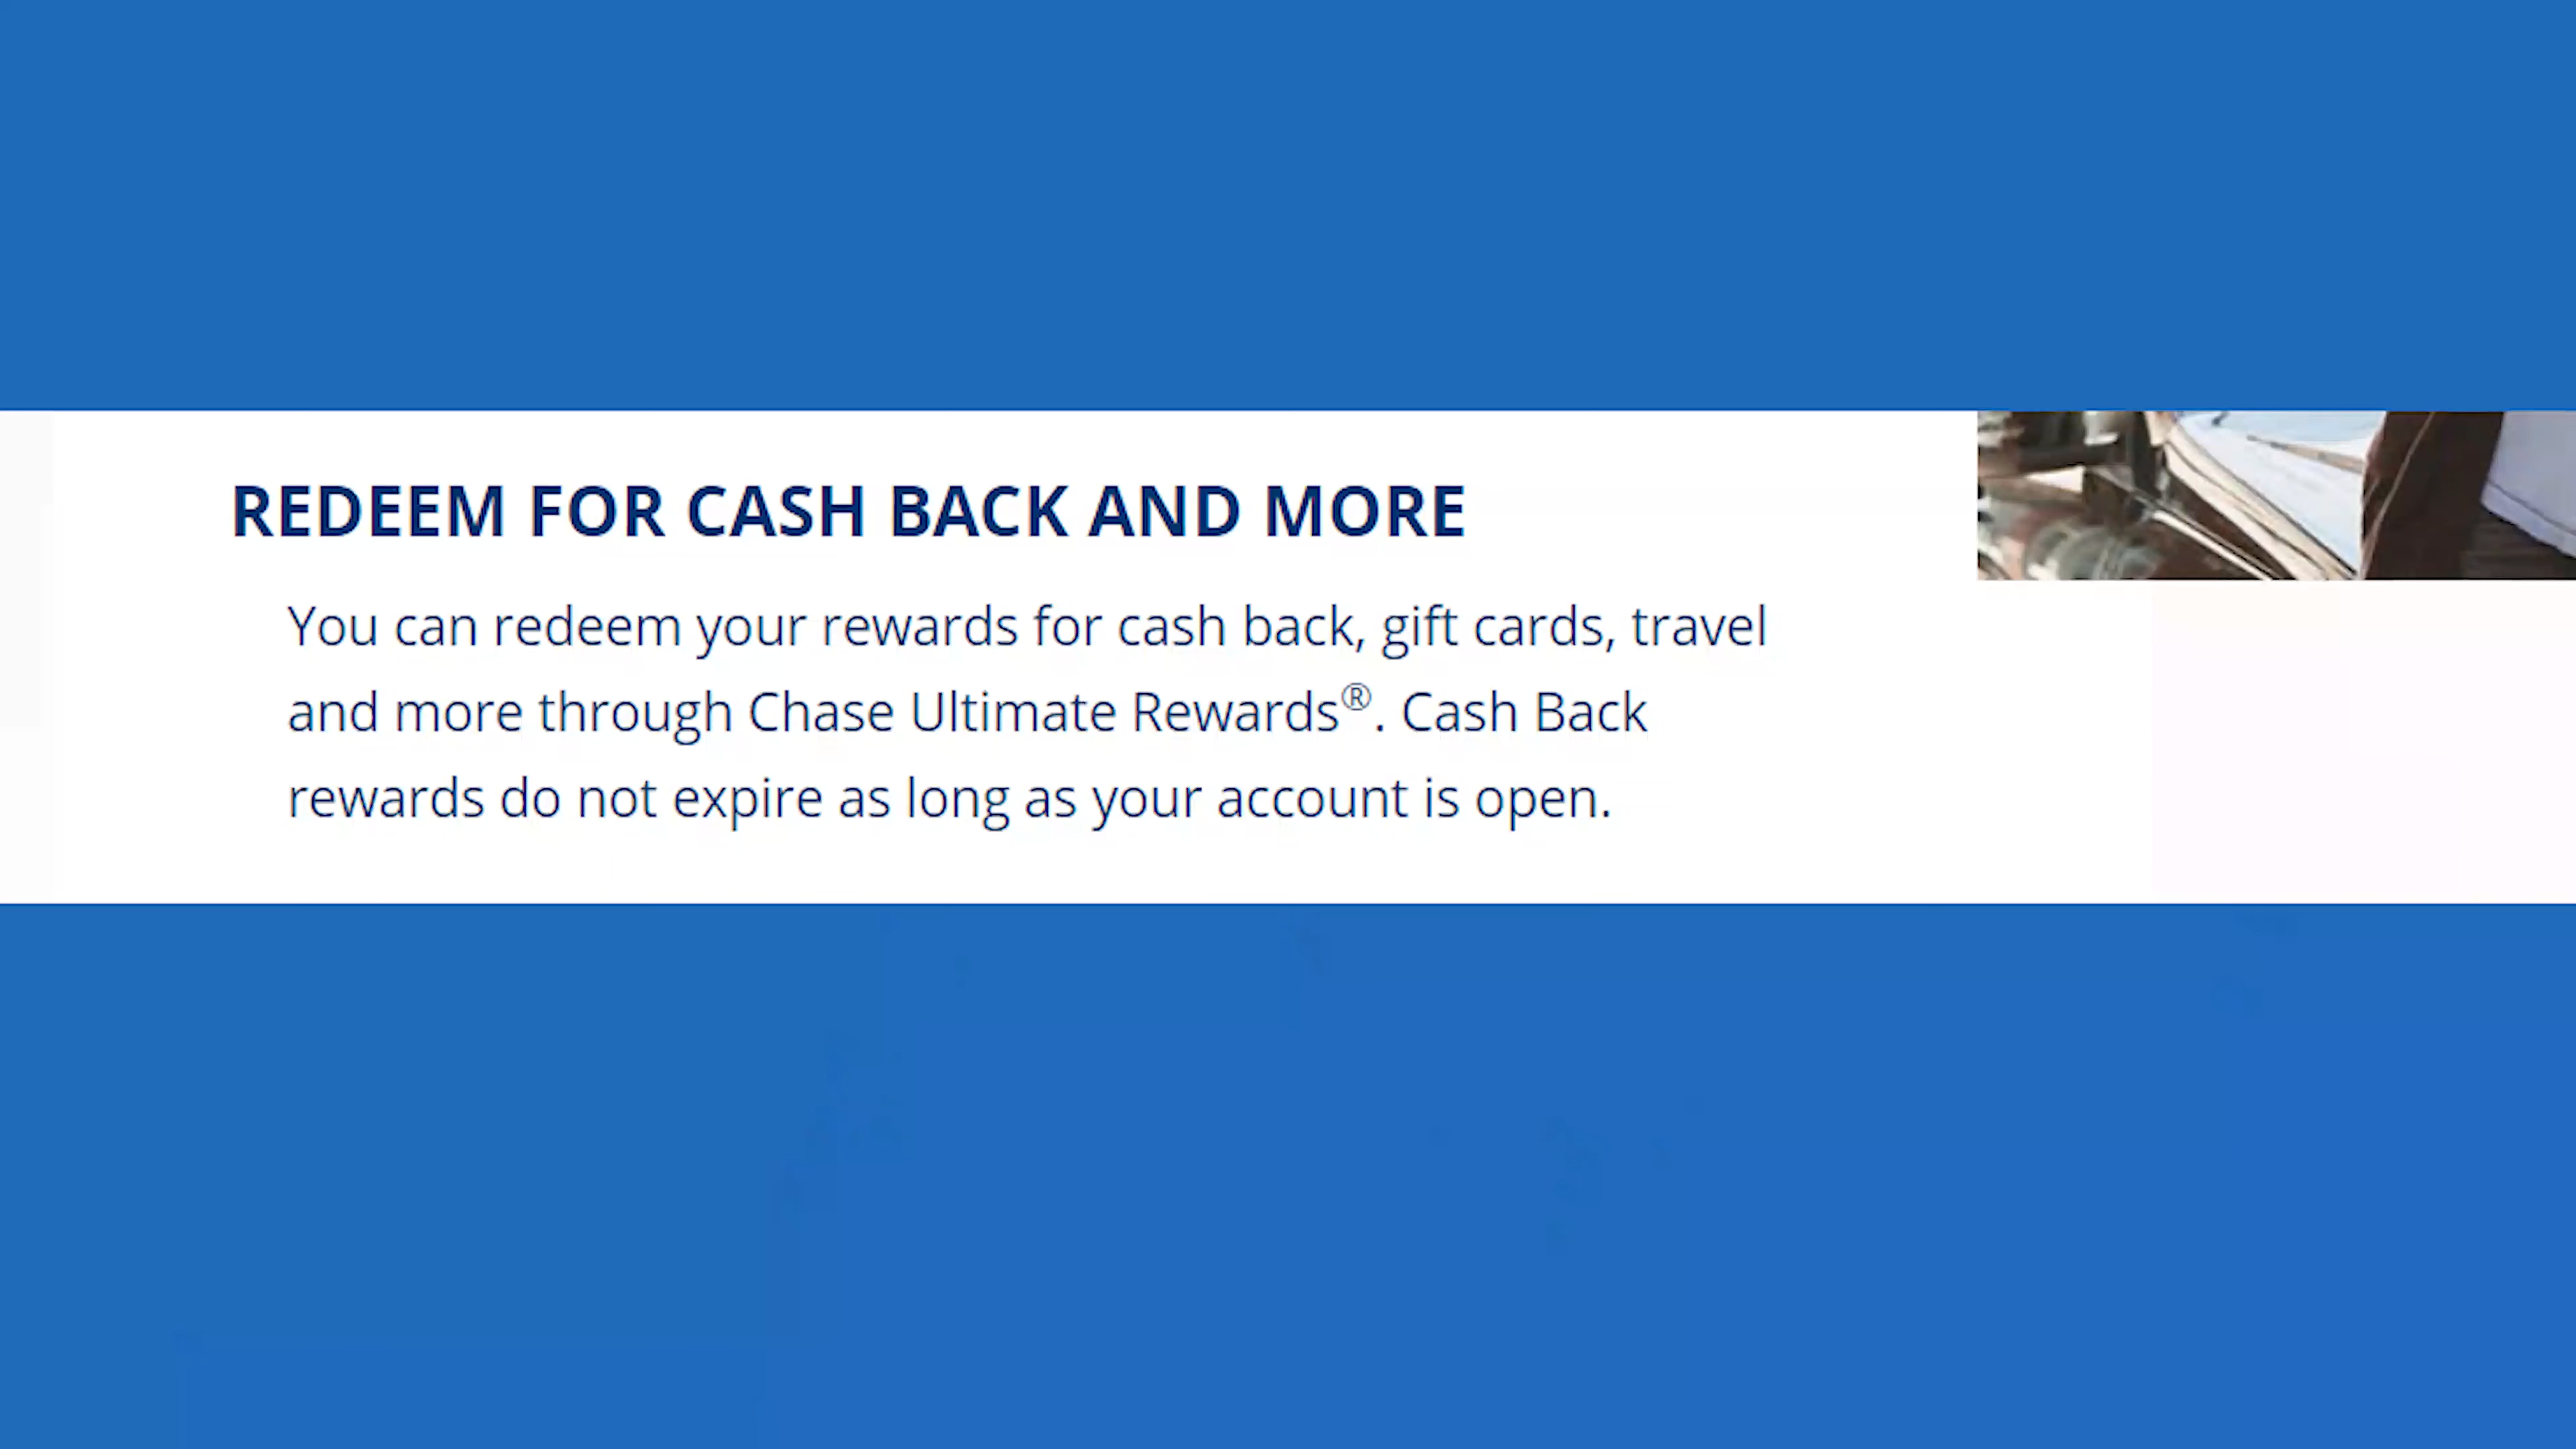 REDEEM FOR CASH BACK AND MORE
You can redeem your rewards for cash back, gift cards, travel
and more through Chase Ultimate Rewards®. Cash Back
rewards do not expire as long as your account is open.